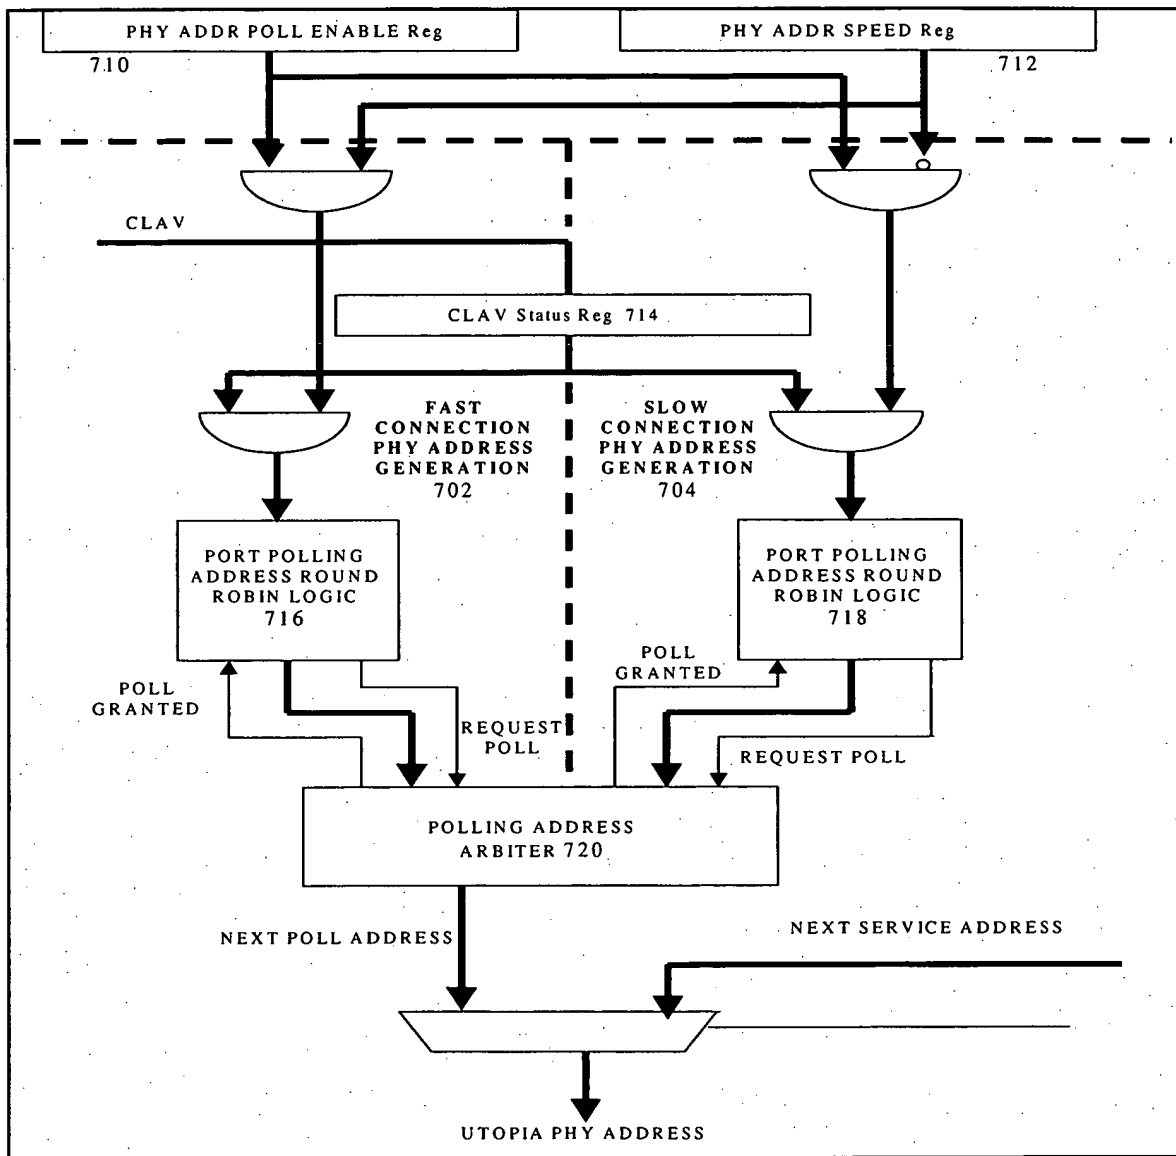 PHY ADDR POLL ENABLE Reg
PHY ADDR SPEED Reg
710
712
CLAV
CLAV Status Reg 714
FAST
CONNECTION
PHY ADDRESS
GENERATION
702
SLOW
CONNECTION
PHY ADDRESS
GENERATION
704
PORT POLLING
ADDRESS ROUND
ROBIN LOGIC
716
PORT POLLING
ADDRESS ROUND
ROBIN LOGIC
718
POLL
GRANTED
REQUEST
POLL
POLL
GRANTED
REQUEST POLL
POLLING ADDRESS
ARBITER 720
NEXT POLL ADDRESS
NEXT SERVICE ADDRESS
UTOPIA PHY ADDRESS